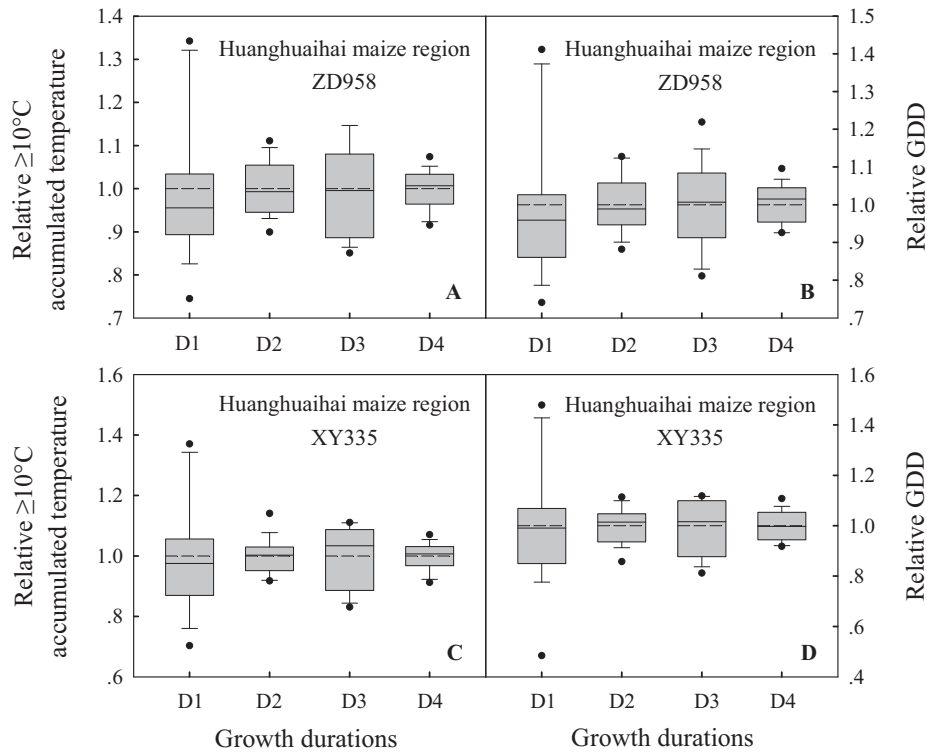 1.4
1.3
1.2
1.1
1.0
.9
.8
.7
Relative ≥10°C
accumulated temperature
Huanghuaihai maize region
ZD958
A
D1 D2 D3 D4
Huanghuaihai maize region
ZD958
B
D1 D2 D3 D4
1.5
1.4
1.3
1.2
1.1
1.0
.9
.8
.7
Relative GDD
1.6
1.4
1.2
1.0
.8
.6
Relative ≥10°C
accumulated temperature
Huanghuaihai maize region
XY335
C
D1 D2 D3 D4
Growth durations
Huanghuaihai maize region
XY335
D
D1 D2 D3 D4
Growth durations
1.6
1.4
1.2
1.0
.8
.6
.4
Relative GDD